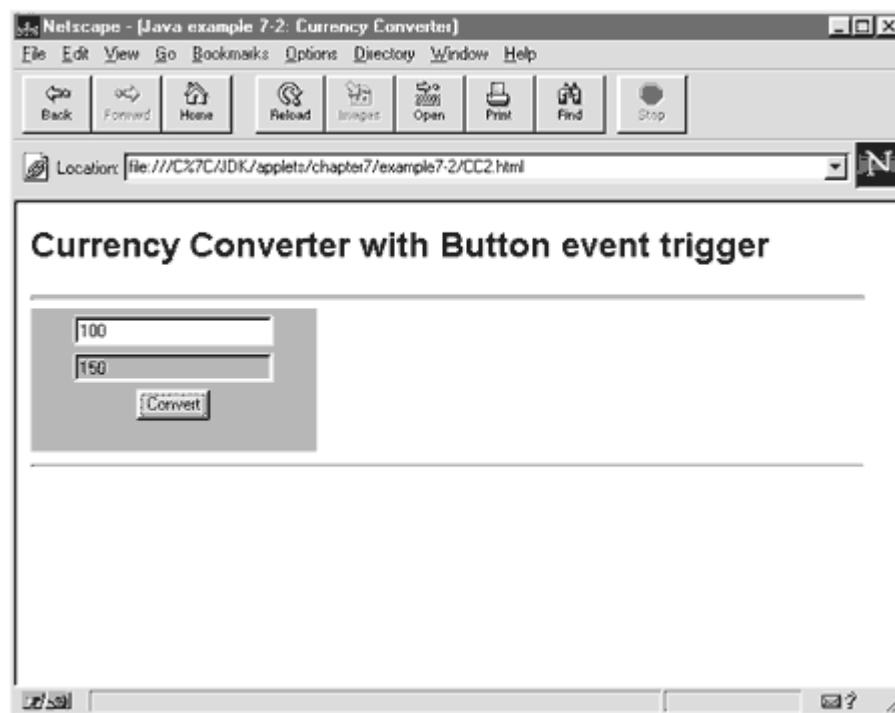 Netscape - [Java example 7-2: Currency Converter]
File Edit View Go Bookmarks Options Directory Window Help
Back Forward Home Reload Images Open Print Find Stop
Location: file:///C%7C/JDK/applets/chapter7/example7-2/CC2.html
N
Currency Converter with Button event trigger
100
150
Convert
?